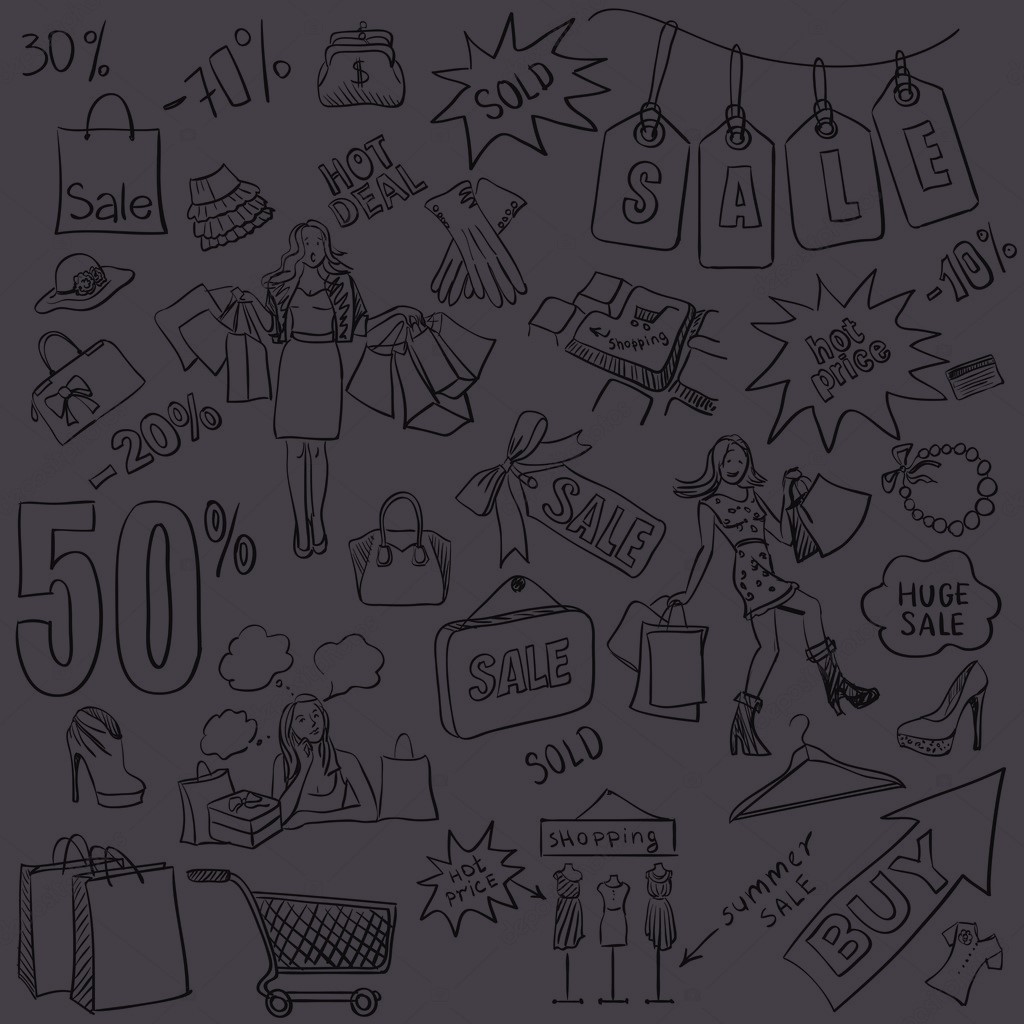 30%
-70%
$
SOLD
S A L E
Sale
HOT
DEAL
-10%
Shopping
hot
price
-20%
50%
SALE
HUGE
SALE
SALE
SOLD
SHOPPING
HOT
PRICE
summer
SALE
BUY